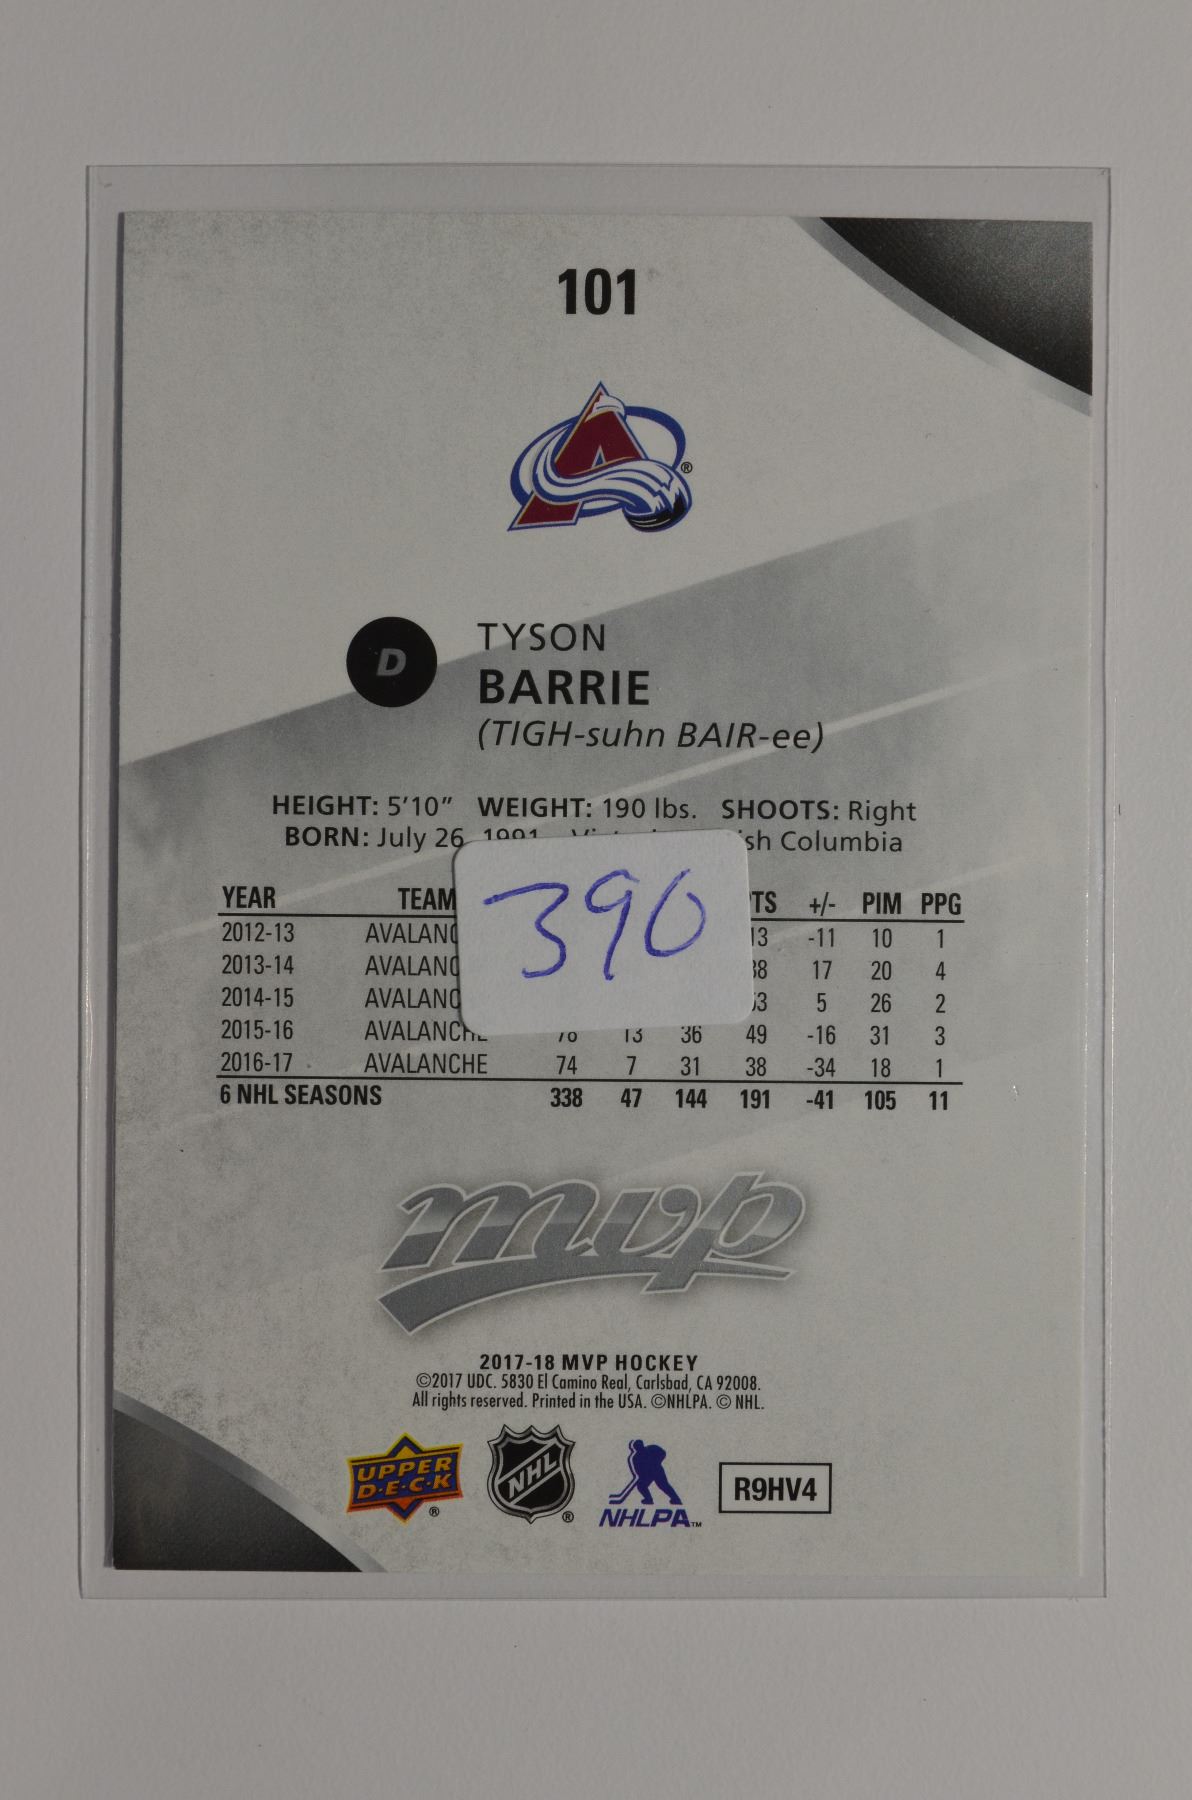 101
®
D
TYSON
BARRIE
(TIGH-suhn BAIR-ee)
HEIGHT: 5'10" WEIGHT: 190 lbs. SHOOTS: Right
BORN: July 26, 1991 sh Columbia
390
YEAR TEAM TS +/- PIM PPG
2012-13 AVALANC 13 -11 10 1
2013-14 AVALANC 38 17 20 4
2014-15 AVALANC 53 5 26 2
2015-16 AVALANCHE 78 13 36 49 -16 31 3
2016-17 AVALANCHE 74 7 31 38 -34 18 1
6 NHL SEASONS 338 47 144 191 -41 105 11
mvp
2017-18 MVP HOCKEY
©2017 UDC. 5830 El Camino Real, Carlsbad, CA 92008.
All rights reserved. Printed in the USA. ©NHLPA. © NHL.
UPPER
D·E·C·K ®
NHL ®
NHLPA™
R9HV4